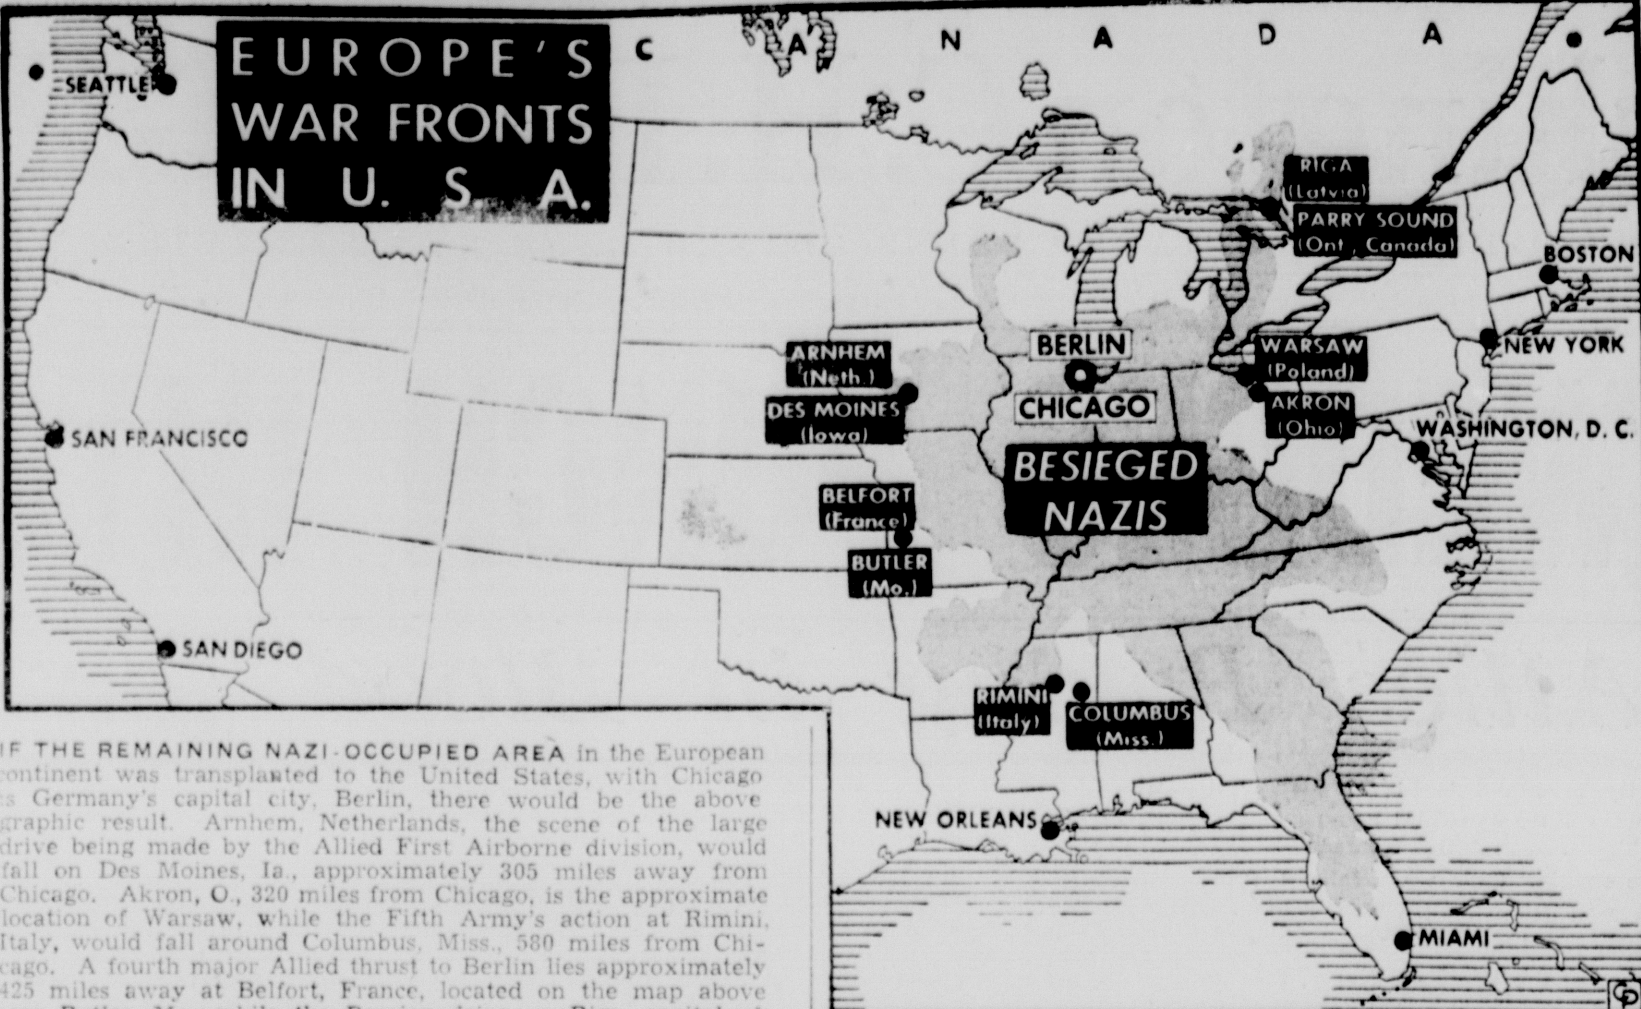 EUROPE'S
WAR FRONTS
IN U. S. A.
C A N A D A
SEATTLE
RIGA
(Latvia)
PARRY SOUND
(Ont., Canada)
BOSTON
ARNHEM
(Neth.)
DES MOINES
(Iowa)
BERLIN
CHICAGO
WARSAW
(Poland)
AKRON
(Ohio)
NEW YORK
WASHINGTON, D. C.
SAN FRANCISCO
BESIEGED
NAZIS
BELFORT
(France)
BUTLER
(Mo.)
SAN DIEGO
RIMINI
(Italy)
COLUMBUS
(Miss.)
NEW ORLEANS
MIAMI
CP
IF THE REMAINING NAZI-OCCUPIED AREA in the European
continent was transplanted to the United States, with Chicago
s Germany's capital city, Berlin, there would be the above
graphic result. Arnhem, Netherlands, the scene of the large
drive being made by the Allied First Airborne division, would
fall on Des Moines, Ia., approximately 305 miles away from
Chicago. Akron, O., 320 miles from Chicago, is the approximate
location of Warsaw, while the Fifth Army's action at Rimini,
Italy, would fall around Columbus, Miss., 580 miles from Chi-
cago. A fourth major Allied thrust to Berlin lies approximately
425 miles away at Belfort, France, located on the map above